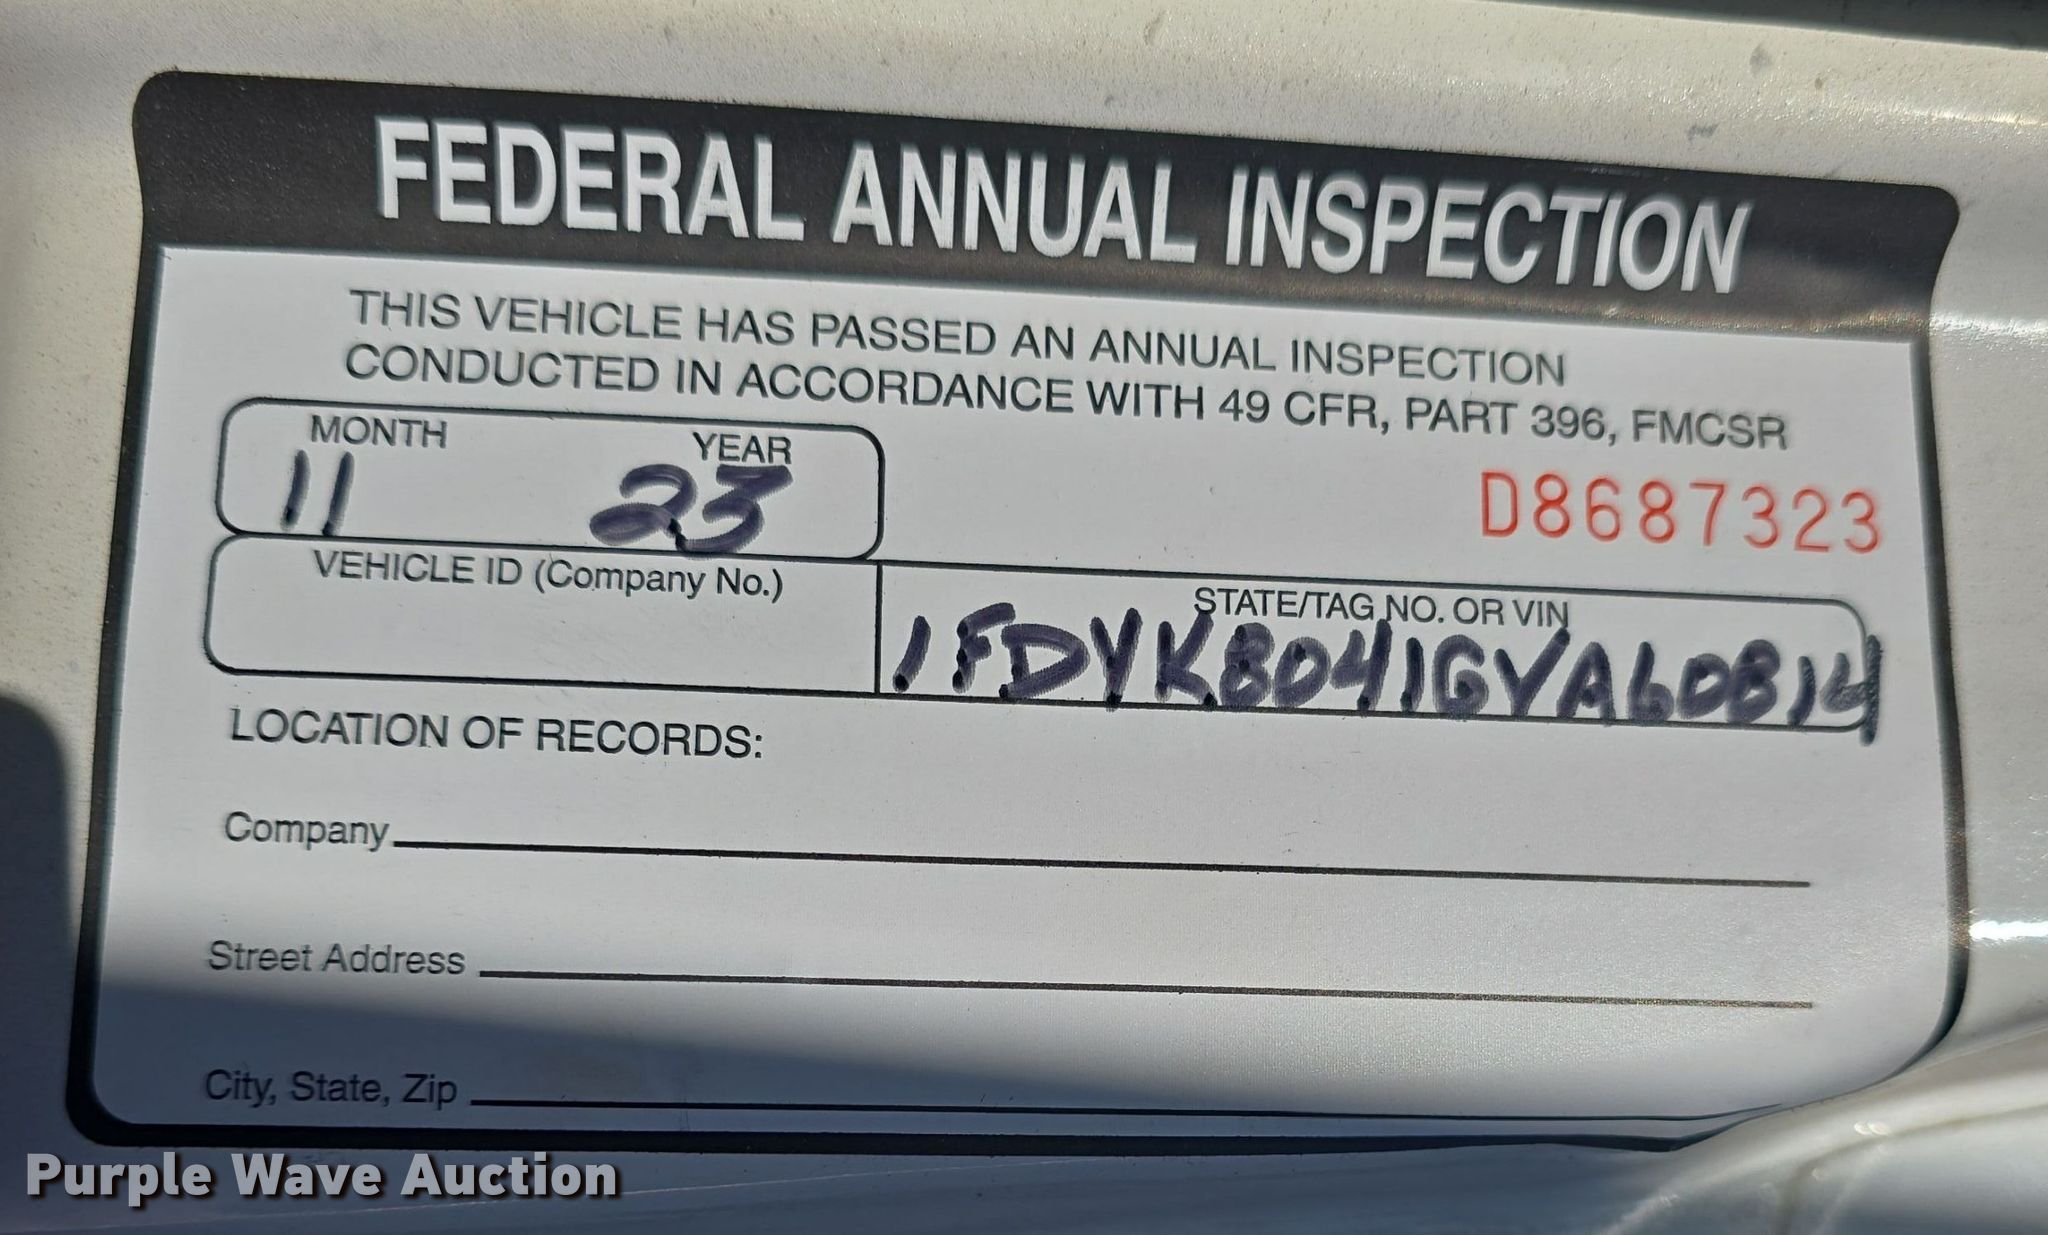 FEDERAL ANNUAL INSPECTION
THIS VEHICLE HAS PASSED AN ANNUAL INSPECTION
CONDUCTED IN ACCORDANCE WITH 49 CFR, PART 396, FMCSR
MONTH YEAR
11 23
D8687323
VEHICLE ID (Company No.)
STATE/TAG NO. OR VIN
1FDYK8041GVA60814
LOCATION OF RECORDS:
Company
Street Address
City, State, Zip
Purple Wave Auction